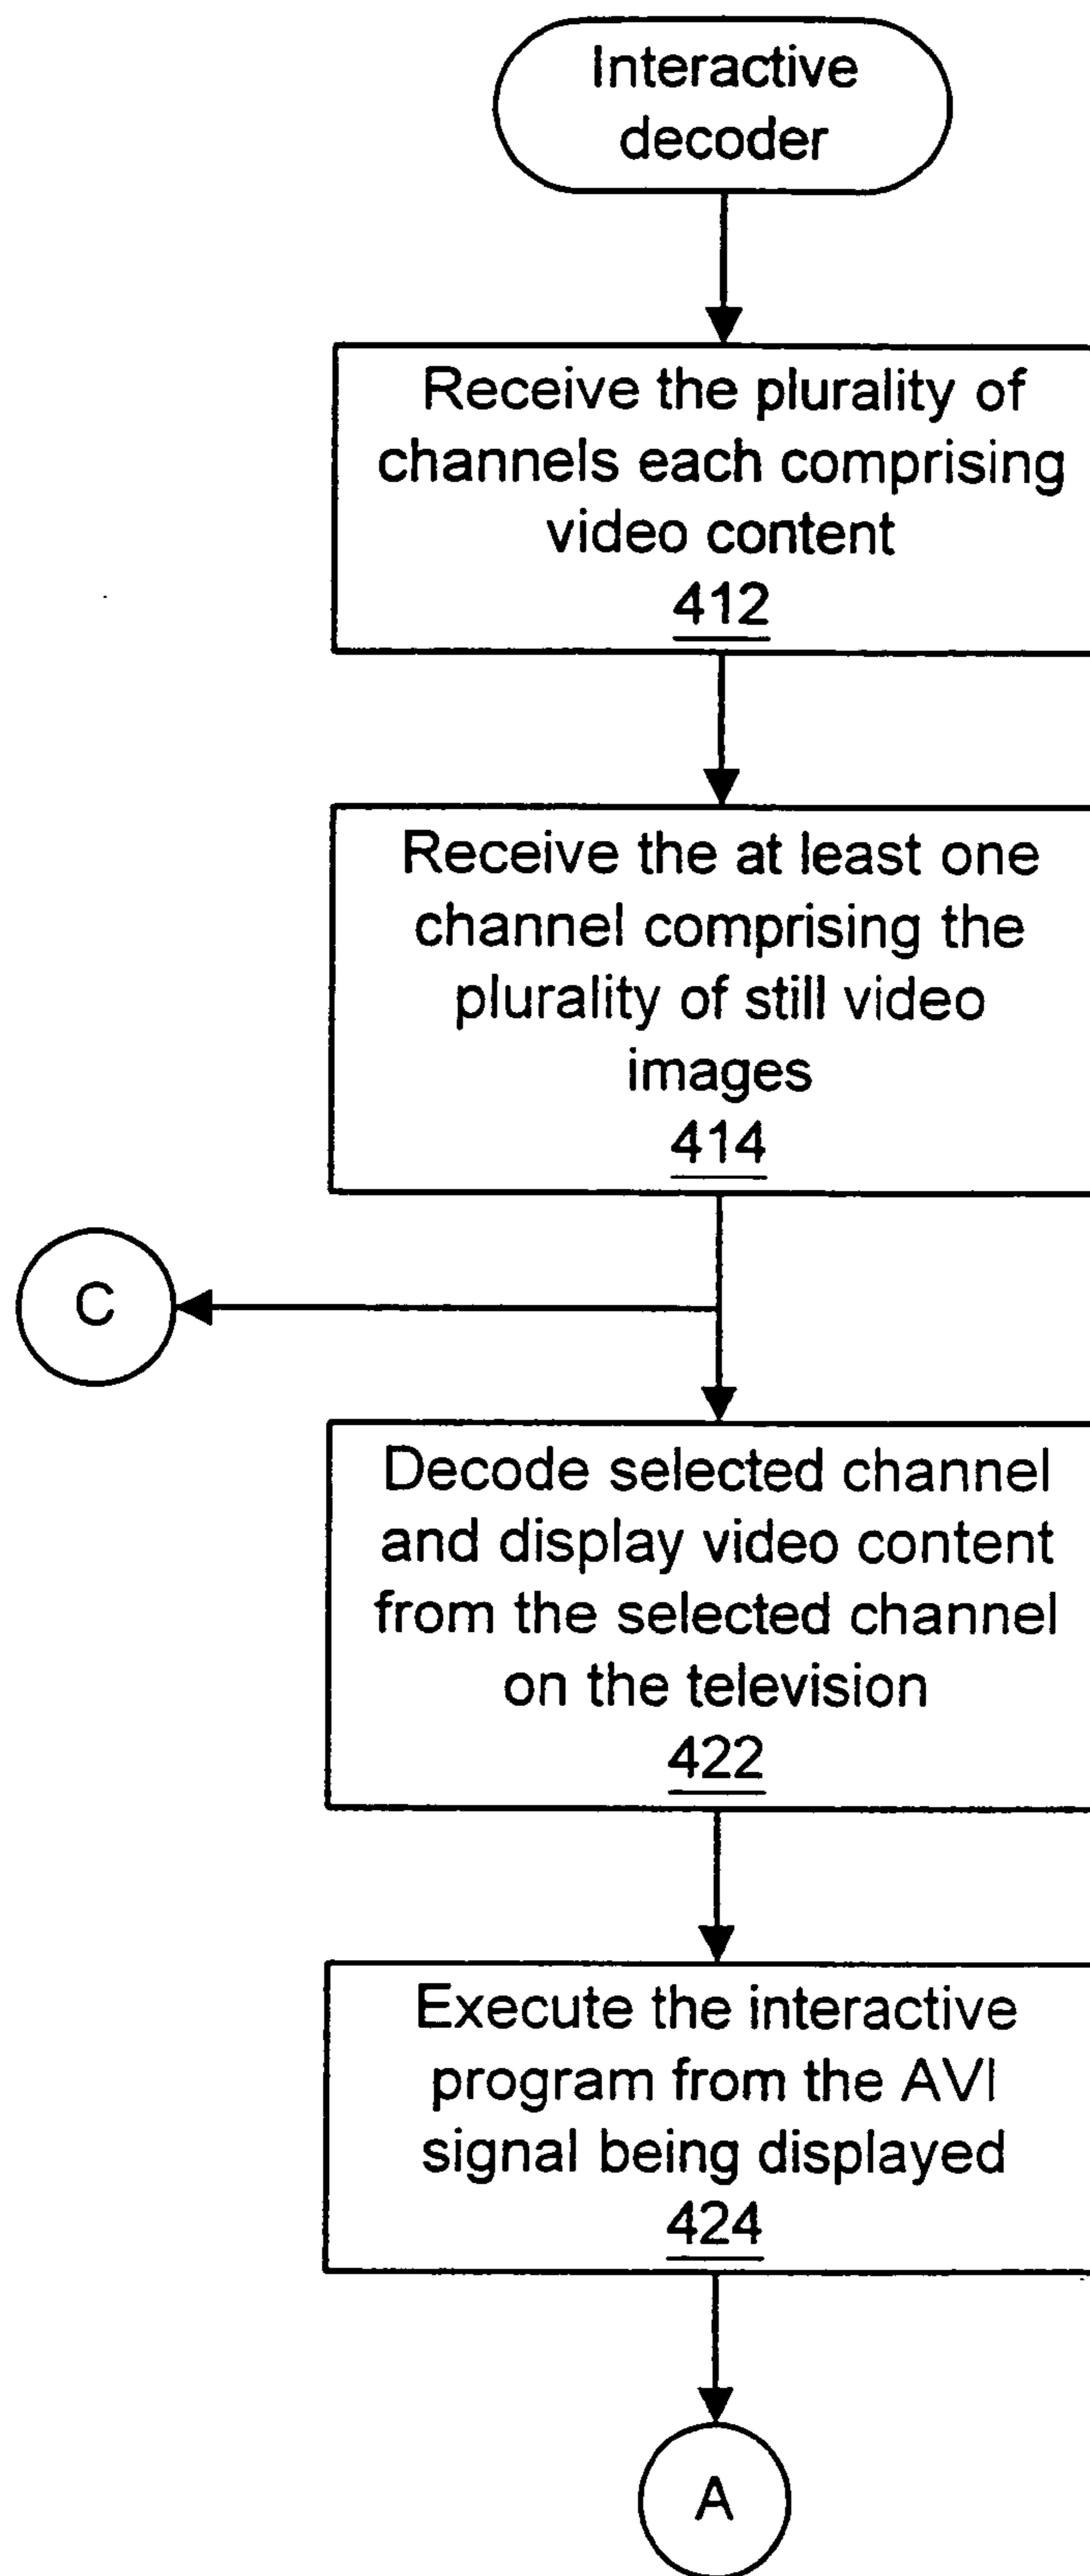 Interactive
decoder
Receive the plurality of
channels each comprising
video content
412
Receive the at least one
channel comprising the
plurality of still video
images
414
C
Decode selected channel
and display video content
from the selected channel
on the television
422
Execute the interactive
program from the AVI
signal being displayed
424
A